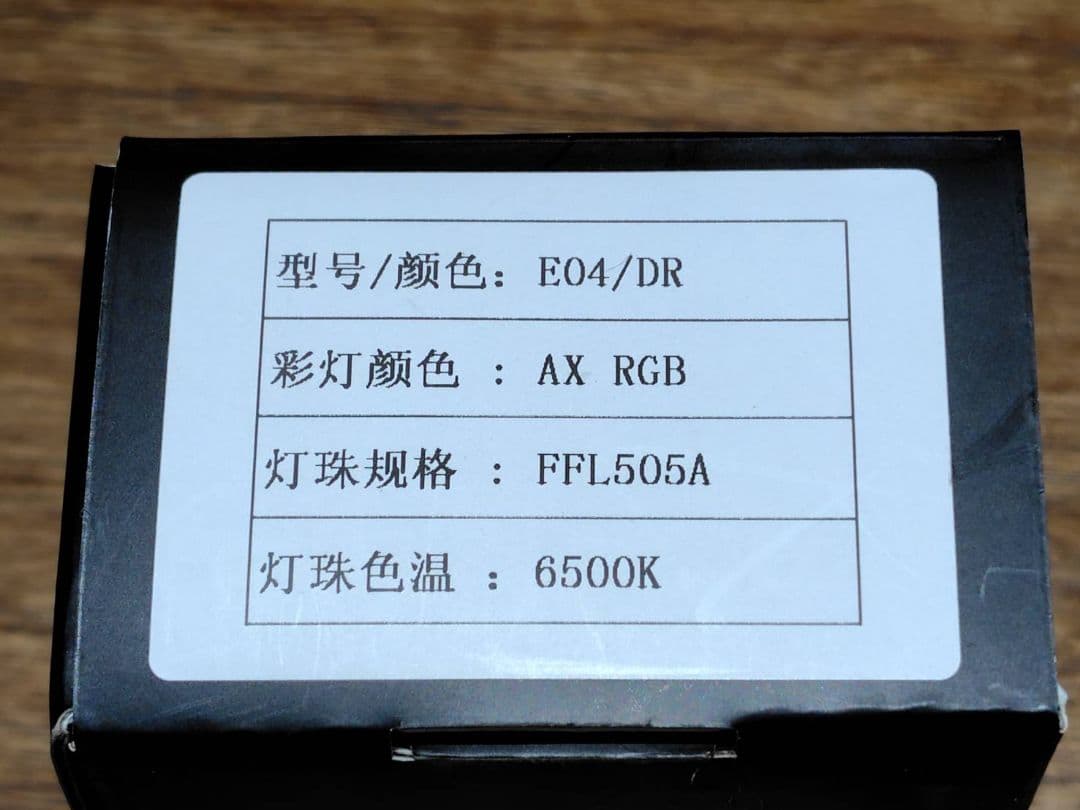 型号/颜色：E04/DR
彩灯颜色 ：AX RGB
灯珠规格 ：FFL505A
灯珠色温 ：6500K